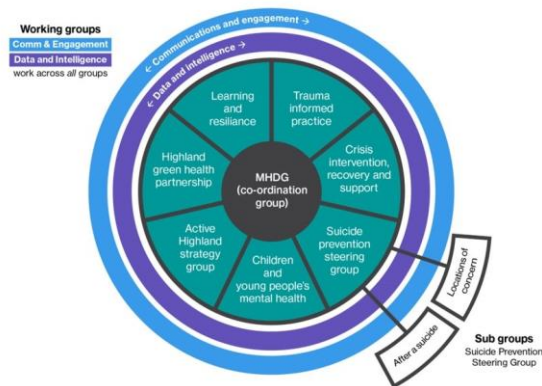 Working groups
Comm & Engagement
Data and Intelligence
work across all groups
← Communications and engagement →
← Data and intelligence →
Learning
and
resiliance
Trauma
informed
practice
Highland
green health
partnership
Crisis
intervention,
recovery and
support
MHDG
(co-ordination
group)
Active
Highland
strategy
group
Suicide
prevention
steering
group
Children
and
young people's
mental health
Locations of
concern
After a suicide
Sub groups
Suicide Prevention
Steering Group